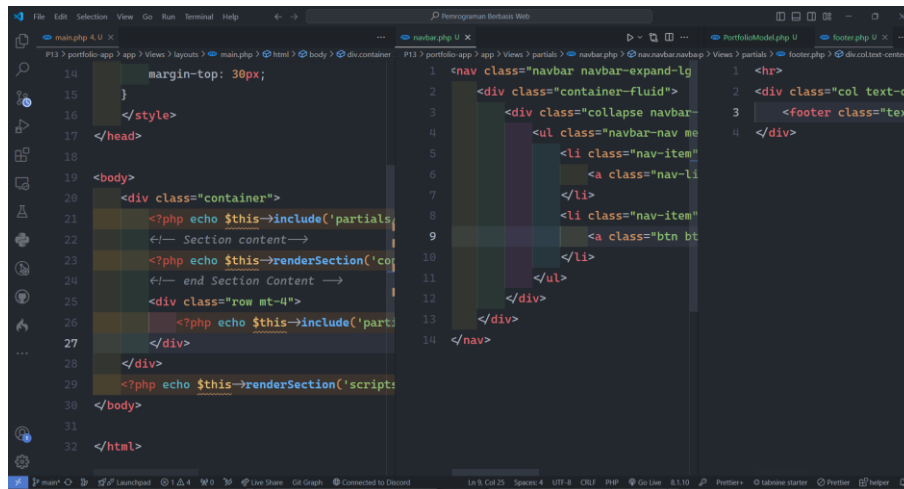 File Edit Selection View Go Run Terminal Help
Pemrograman Berbasis Web
main.php 4, U
P13 > portfolio-app > app > Views > layouts > main.php > html > body > div.container
14 margin-top: 30px;
15 }
16 </style>
17 </head>
18
19 <body>
20 <div class="container">
21 <?php echo $this->include('partials
22 <!-- Section content-->
23 <?php echo $this->renderSection('con
24 <!-- end Section Content -->
25 <div class="row mt-4">
26 <?php echo $this->include('parti
27 </div>
28 </div>
29 <?php echo $this->renderSection('scripts
30 </body>
31
32 </html>
navbar.php U
P13 > portfolio-app > app > Views > partials > navbar.php > nav.navbar.navbar
1 <nav class="navbar navbar-expand-lg
2 <div class="container-fluid">
3 <div class="collapse navbar-
4 <ul class="navbar-nav me
5 <li class="nav-item"
6 <a class="nav-li
7 </li>
8 <li class="nav-item"
9 <a class="btn bt
10 </li>
11 </ul>
12 </div>
13 </div>
14 </nav>
PortfolioModel.php U
footer.php U
> Views > partials > footer.php > div.col.text-cente
1 <hr>
2 <div class="col text-c
3 <footer class="tex
4 </div>
main* Launchpad 1 4 0 Live Share Git Graph Connected to Discord Ln 9, Col 25 Spaces: 4 UTF-8 CRLF PHP Go Live 8.1.10 Prettier+ tabnine starter Prettier helper